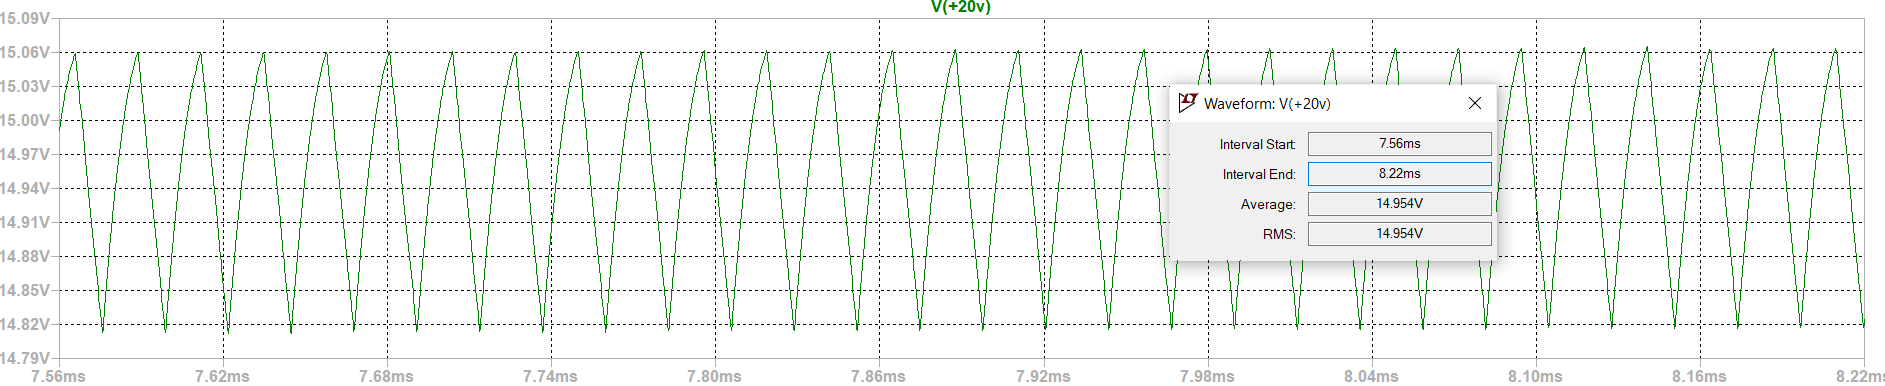 V(+20v)
15.09V
15.06V
15.03V
15.00V
14.97V
14.94V
14.91V
14.88V
14.85V
14.82V
14.79V
Waveform: V(+20v)
Interval Start: 7.56ms
Interval End: 8.22ms
Average: 14.954V
RMS: 14.954V
7.56ms 7.62ms 7.68ms 7.74ms 7.80ms 7.86ms 7.92ms 7.98ms 8.04ms 8.10ms 8.16ms 8.22ms